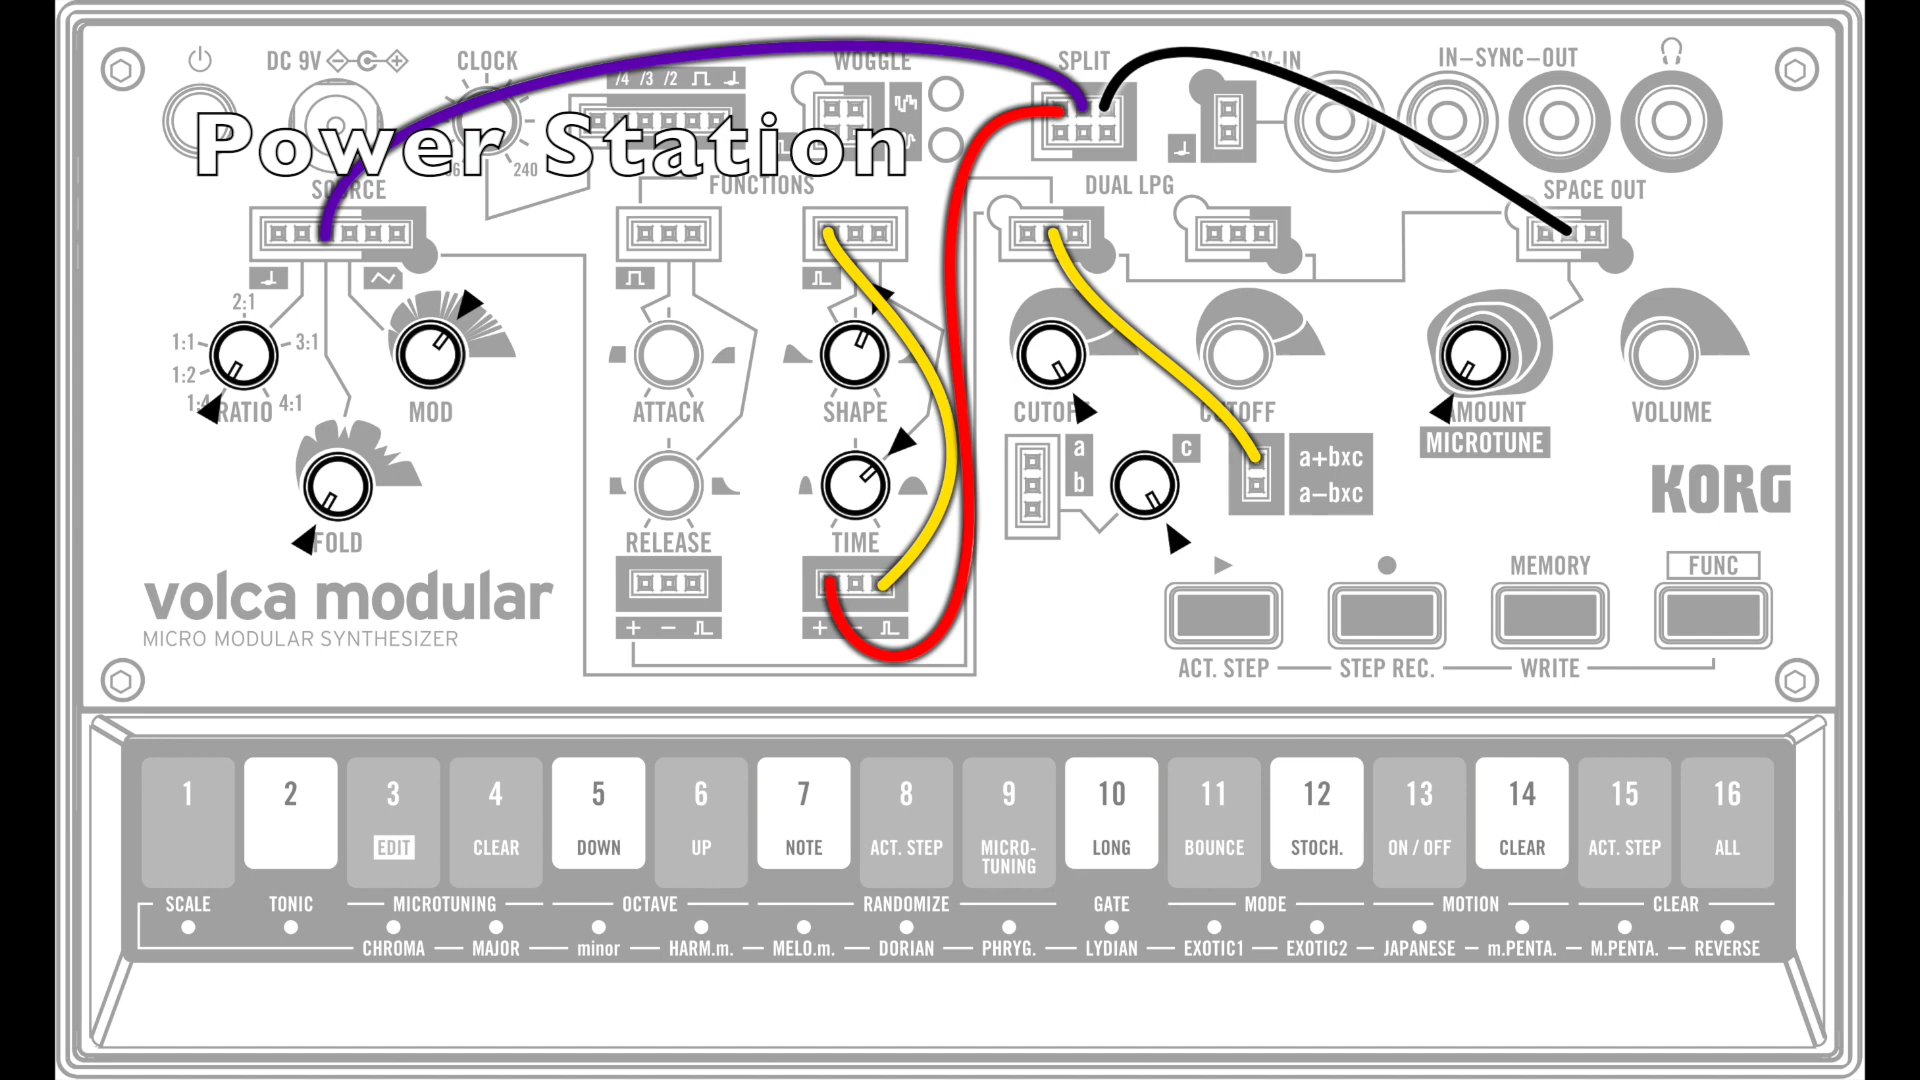 DC 9V
CLOCK
WOGGLE
SPLIT
CV-IN
IN-SYNC-OUT
/4 /3 /2
Power Station
240
SOURCE
FUNCTIONS
DUAL LPG
SPACE OUT
2:1
1:1
3:1
1:2
4:1
RATIO
MOD
ATTACK
SHAPE
CUTOFF
CUTOFF
AMOUNT
VOLUME
MICROTUNE
a
b
c
a+bxc
a-bxc
KORG
FOLD
RELEASE
TIME
volca modular
MICRO MODULAR SYNTHESIZER
+ -
+ -
MEMORY
FUNC
ACT. STEP
STEP REC.
WRITE
1 2 3 4 5 6 7 8 9 10 11 12 13 14 15 16
EDIT CLEAR DOWN UP NOTE ACT. STEP MICRO-TUNING LONG BOUNCE STOCH. ON / OFF CLEAR ACT. STEP ALL
SCALE TONIC MICROTUNING OCTAVE RANDOMIZE GATE MODE MOTION CLEAR
CHROMA MAJOR minor HARM.m. MELO.m. DORIAN PHRYG. LYDIAN EXOTIC1 EXOTIC2 JAPANESE m.PENTA. M.PENTA. REVERSE